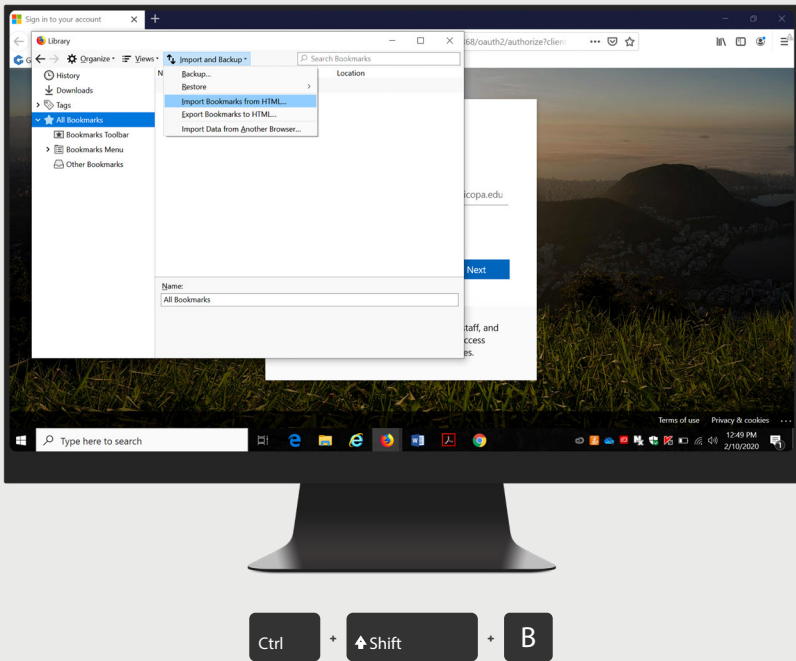 Sign in to your account
Library
68/oauth2/authorize?clien
G
Organize
Views
Import and Backup
Search Bookmarks
History
Downloads
Tags
All Bookmarks
Bookmarks Toolbar
Bookmarks Menu
Other Bookmarks
N
Location
Backup...
Restore
Import Bookmarks from HTML...
Export Bookmarks to HTML...
Import Data from Another Browser...
icopa.edu
Next
Name:
All Bookmarks
staff, and
ccess
es.
Terms of use Privacy & cookies ...
Type here to search
12:49 PM
2/10/2020
Ctrl + Shift + B